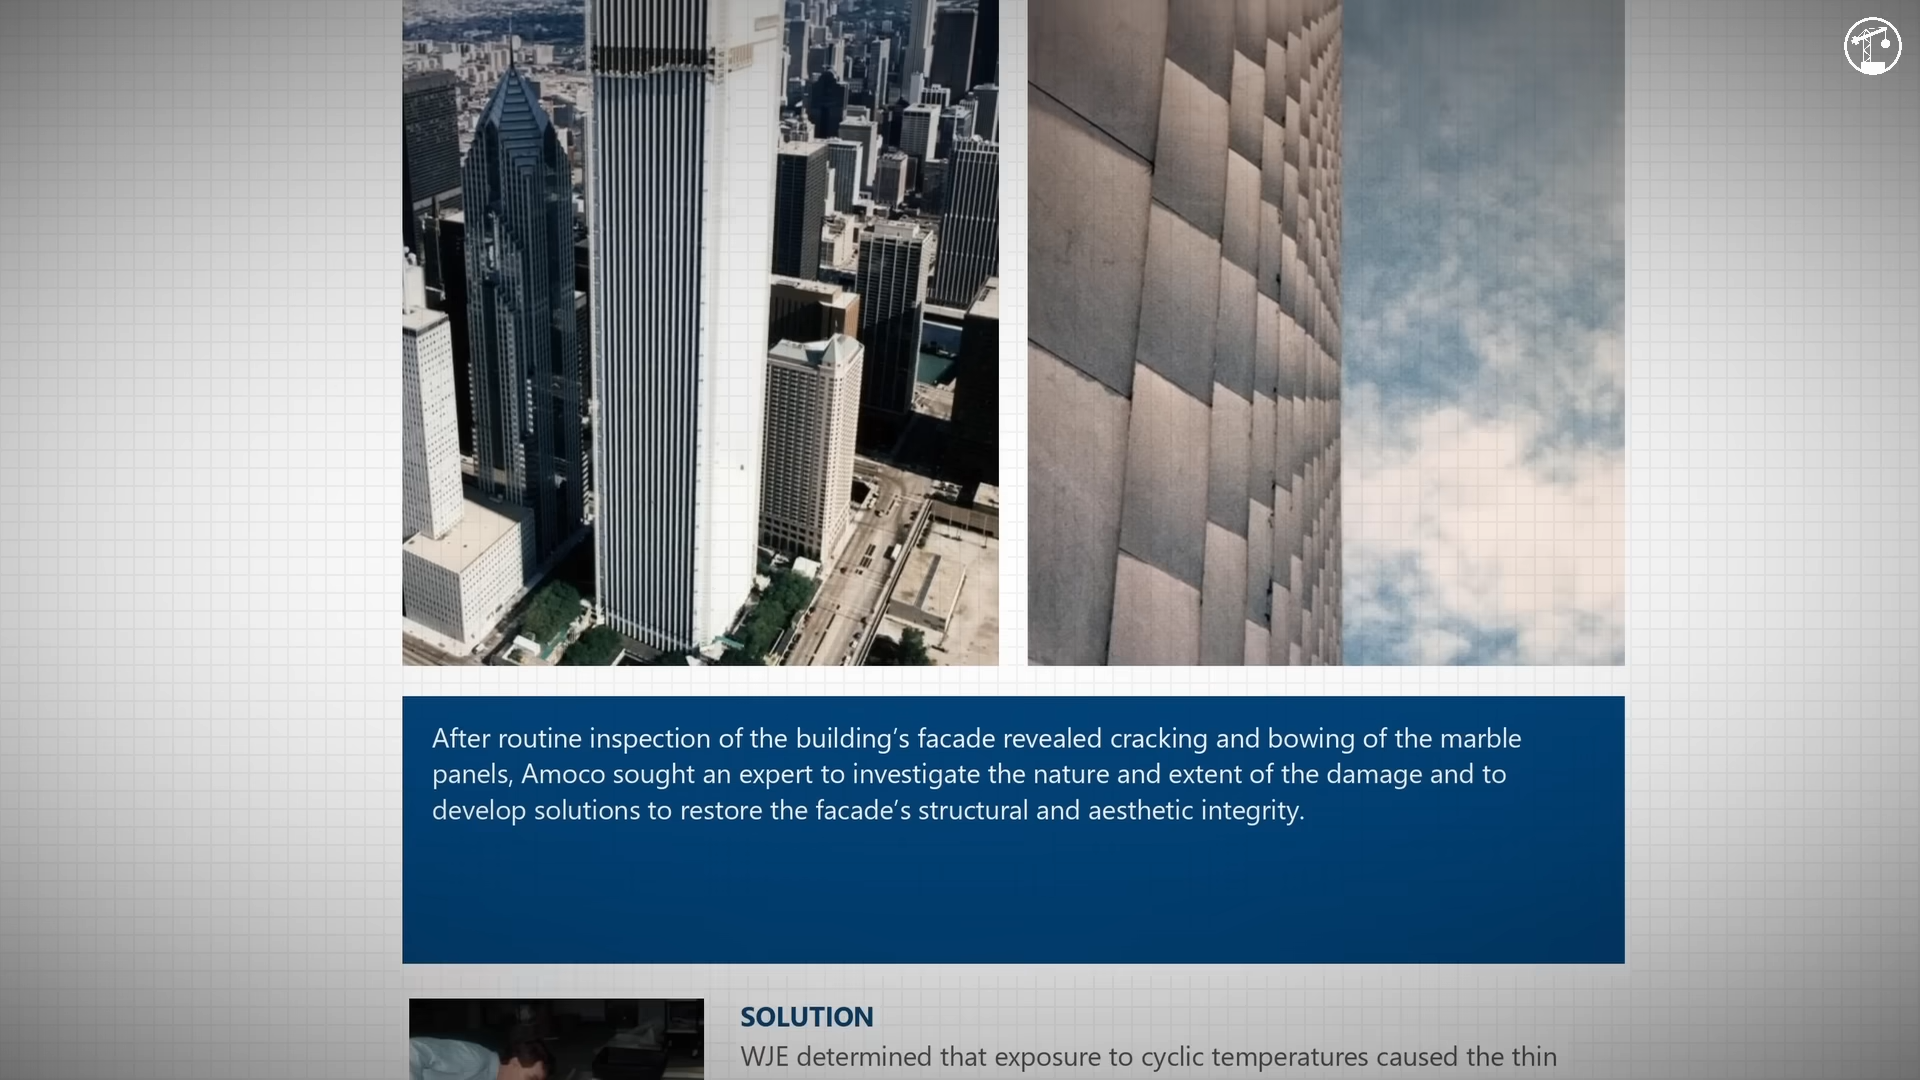 After routine inspection of the building’s facade revealed cracking and bowing of the marble
panels, Amoco sought an expert to investigate the nature and extent of the damage and to
develop solutions to restore the facade’s structural and aesthetic integrity.
SOLUTION
WJE determined that exposure to cyclic temperatures caused the thin